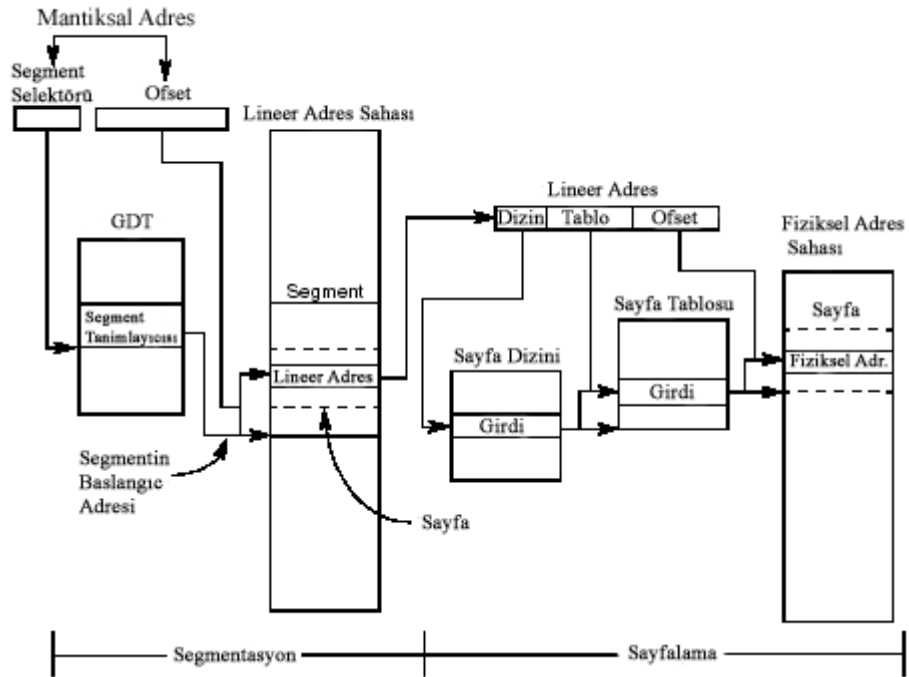 Mantiksal Adres
Segment
Selektörü
Ofset
Lineer Adres Sahası
GDT
Segment
Tanimlayıcısı
Segment
Lineer Adres
Segmentin
Baslangıc
Adresi
Sayfa
Lineer Adres
Dizin
Tablo
Ofset
Sayfa Dizini
Girdi
Sayfa Tablosu
Girdi
Fiziksel Adres
Sahası
Sayfa
Fiziksel Adr.
Segmentasyon
Sayfalama